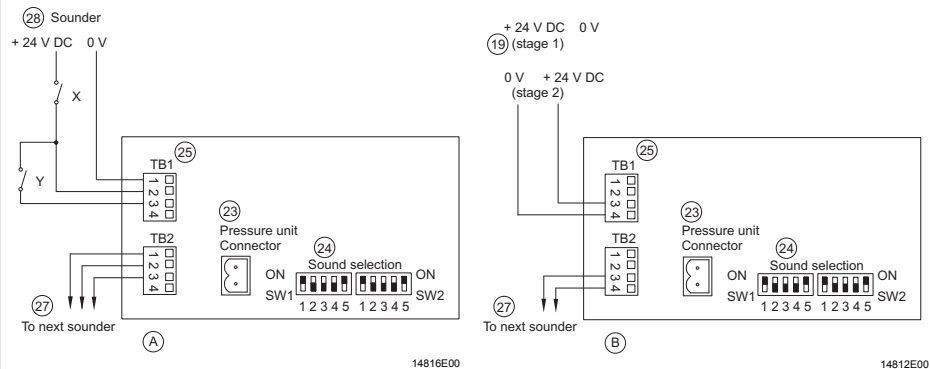 28 Sounder
+ 24 V DC 0 V
X
Y
25
TB1
1
2
3
4
23
Pressure unit
Connector
24
Sound selection
TB2
1
2
3
4
ON
ON
SW1
SW2
1 2 3 4 5
1 2 3 4 5
27
To next sounder
A
14816E00
+ 24 V DC 0 V
19 (stage 1)
0 V + 24 V DC
(stage 2)
25
TB1
1
2
3
4
23
Pressure unit
Connector
24
Sound selection
TB2
1
2
3
4
ON
ON
SW1
SW2
1 2 3 4 5
1 2 3 4 5
27
To next sounder
B
14812E00